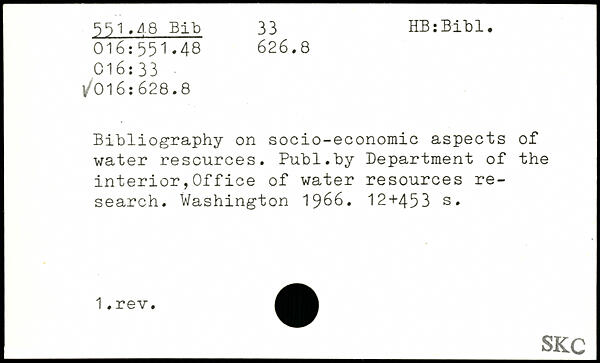 551.48 Bib 33 HB:Bibl.
016:551.48 626.8
016:33
√016:628.8
Bibliography on socio-economic aspects of
water rescurces. Publ.by Department of the
interior,Office of water resources re-
search. Washington 1966. 12+453 s.
1.rev.
SKC